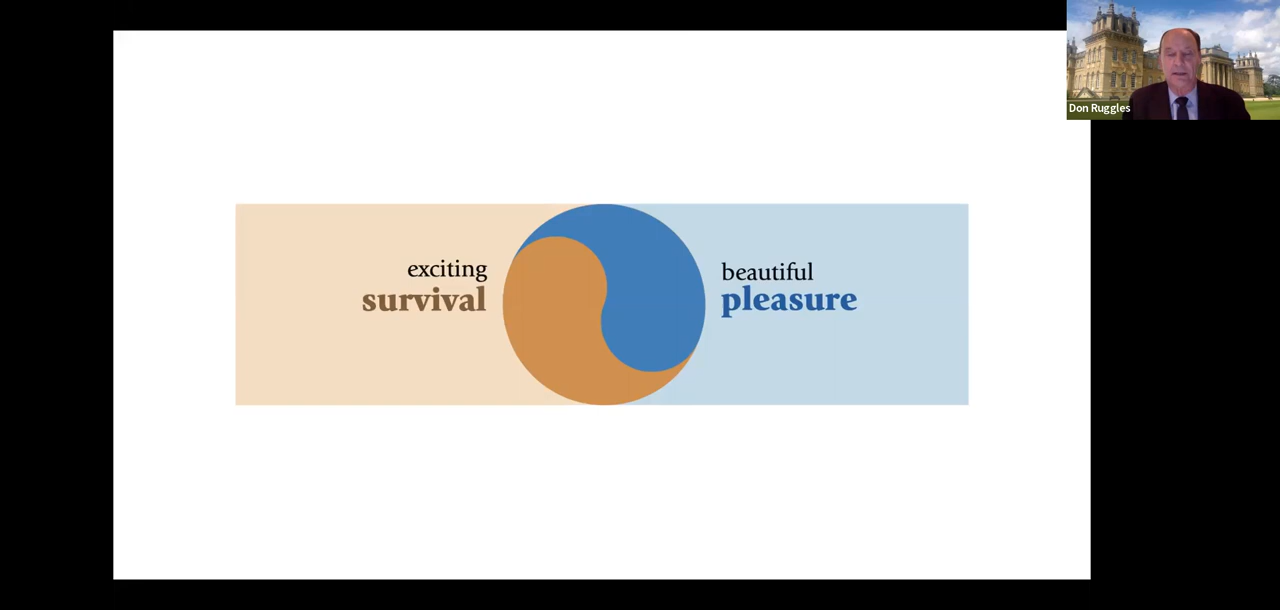 exciting
survival
beautiful
pleasure
Don Ruggles